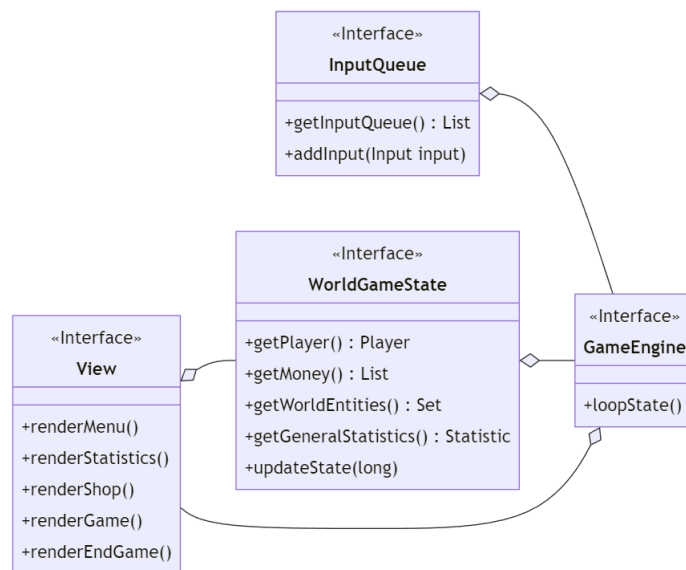 «Interface»
InputQueue
+getInputQueue() : List
+addInput(Input input)
«Interface»
WorldGameState
+getPlayer() : Player
+getMoney() : List
+getWorldEntities() : Set
+getGeneralStatistics() : Statistic
+updateState(long)
«Interface»
View
+renderMenu()
+renderStatistics()
+renderShop()
+renderGame()
+renderEndGame()
«Interface»
GameEngine
+loopState()